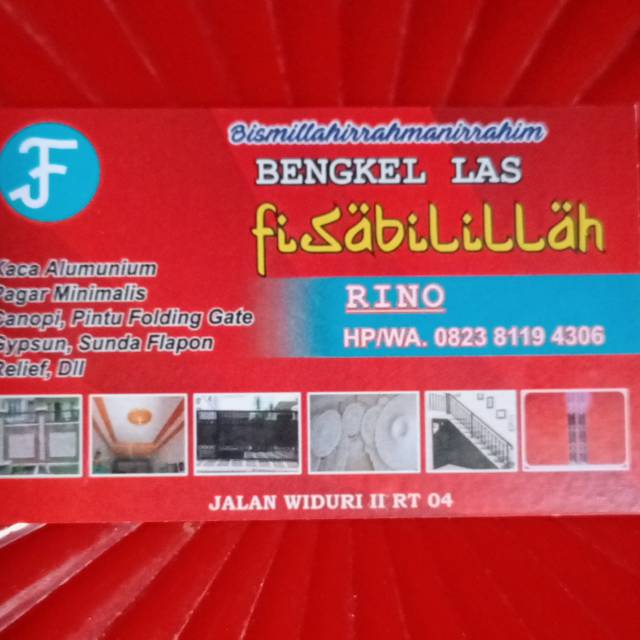 F
Bismillahirrahmanirrahim
BENGKEL LAS
fisäbililläh
Kaca Alumunium
Pagar Minimalis
Canopi, Pintu Folding Gate
Gypsun, Sunda Flapon
Relief, Dll
RINO
HP/WA. 0823 8119 4306
JALAN WIDURI II RT 04